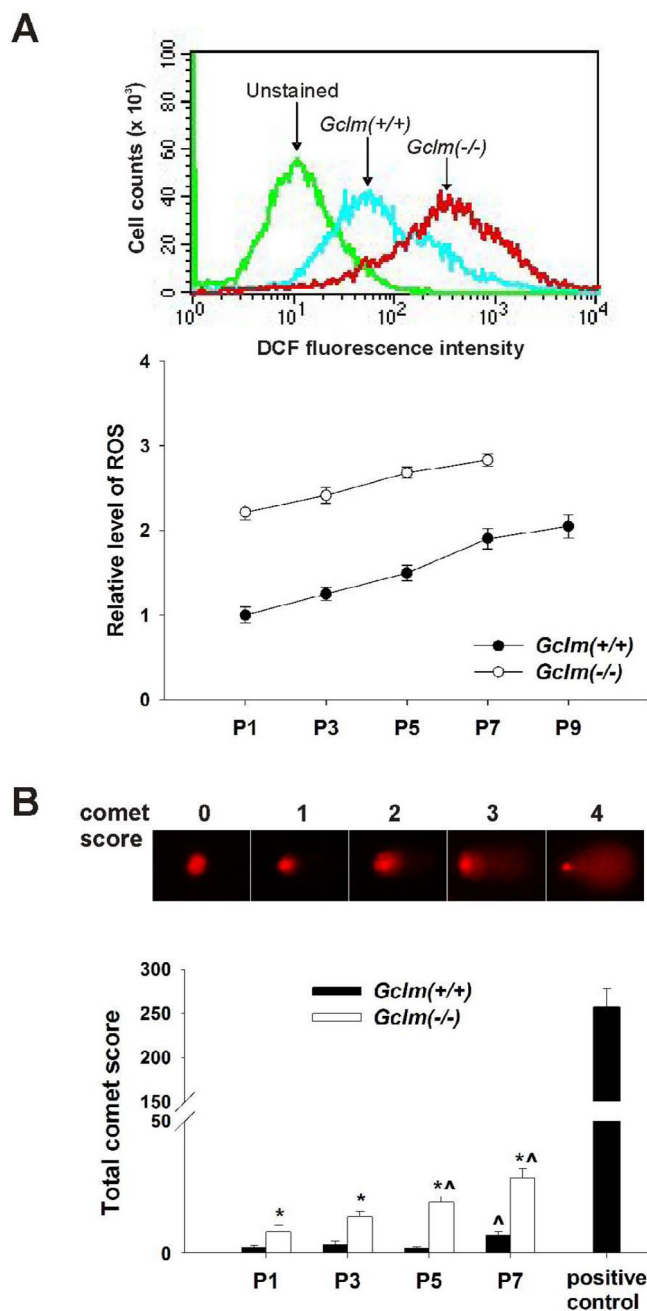 A
Cell counts (x 10³)
100
80
60
40
20
0
Unstained
Gclm(+/+)
Gclm(-/-)
10⁰ 10¹ 10² 10³ 10⁴
DCF fluorescence intensity
Relative level of ROS
4
3
2
1
0
Gclm(+/+)
Gclm(-/-)
P1 P3 P5 P7 P9
B
comet score 0 1 2 3 4
Total comet score
300
250
200
150
50
0
Gclm(+/+)
Gclm(-/-)
* * *^ ^ *^
P1 P3 P5 P7 positive control